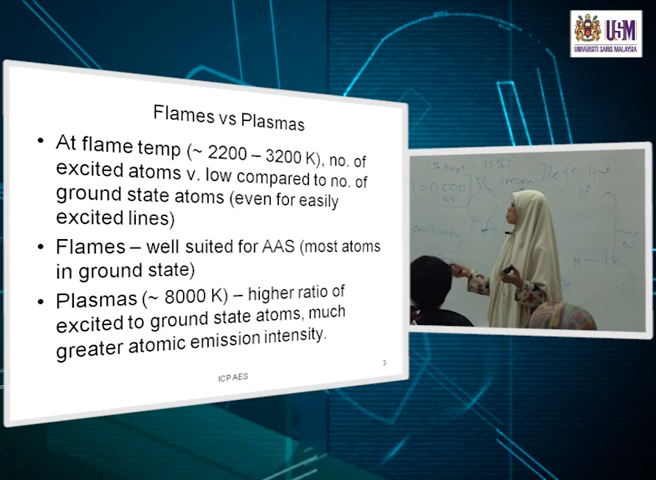 USM
UNIVERSITI SAINS MALAYSIA
Flames vs Plasmas
• At flame temp (~ 2200 – 3200 K), no. of
excited atoms v. low compared to no. of
ground state atoms (even for easily
excited lines)
• Flames – well suited for AAS (most atoms
in ground state)
• Plasmas (~ 8000 K) – higher ratio of
excited to ground state atoms, much
greater atomic emission intensity.
ICPAES
3